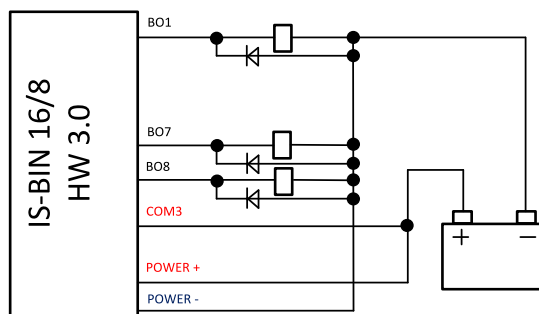 IS-BIN 16/8
HW 3.0
BO1
BO7
BO8
COM3
POWER +
POWER -
+ −